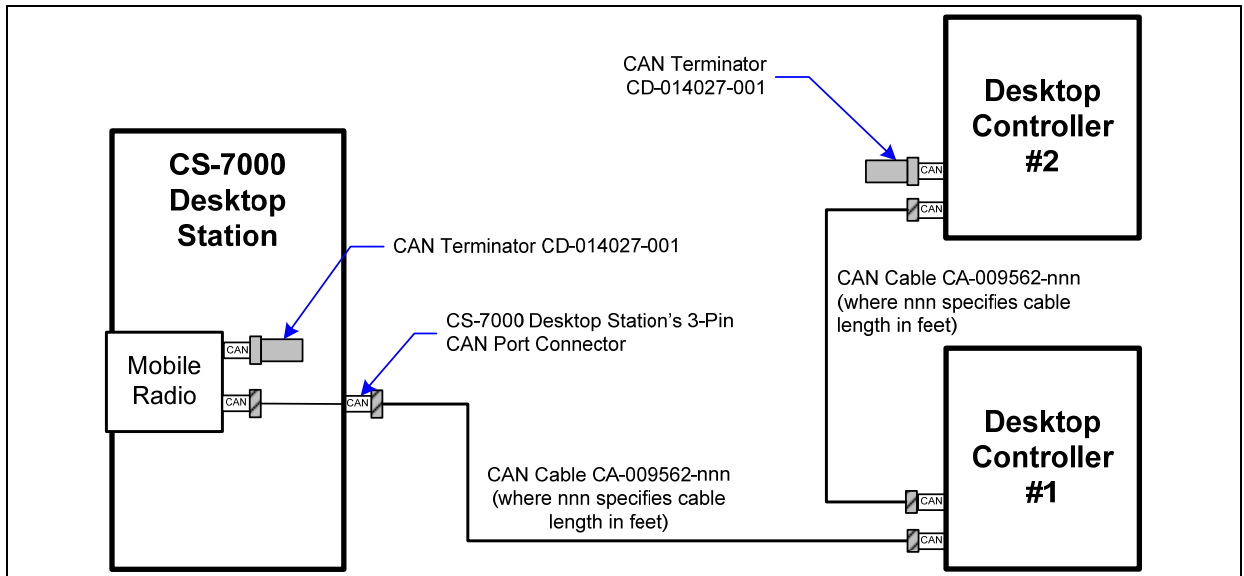 CAN Terminator
CD-014027-001
Desktop
Controller
#2
CAN
CAN
CS-7000
Desktop
Station
CAN Terminator CD-014027-001
CAN Cable CA-009562-nnn
(where nnn specifies cable
length in feet)
CS-7000 Desktop Station's 3-Pin
CAN Port Connector
Mobile
Radio
CAN
CAN
CAN
Desktop
Controller
#1
CAN Cable CA-009562-nnn
(where nnn specifies cable
length in feet)
CAN
CAN